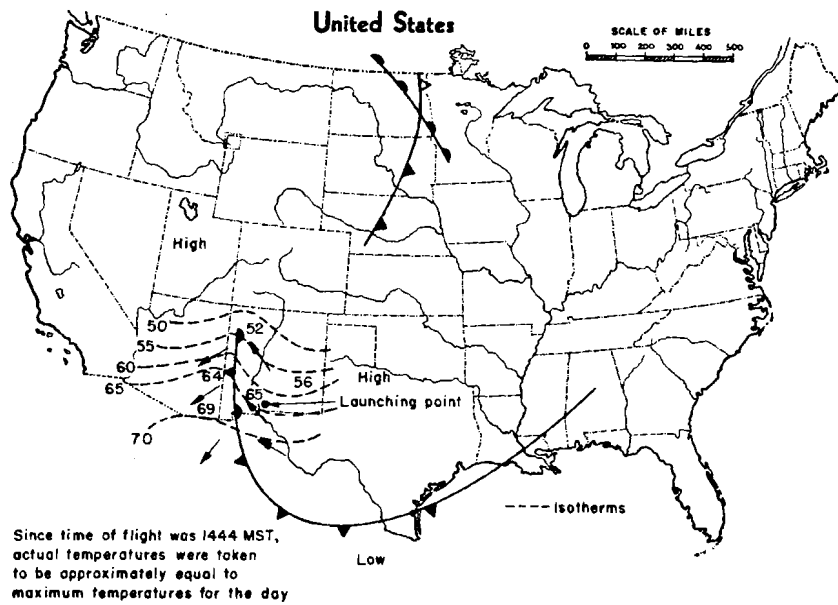 United States
SCALE OF MILES
0 100 200 300 400 500
High
50
52
55
60
64
56
High
65
65
Launching point
69
70
Isotherms
Since time of flight was 1444 MST,
actual temperatures were taken
to be approximately equal to
maximum temperatures for the day
Low